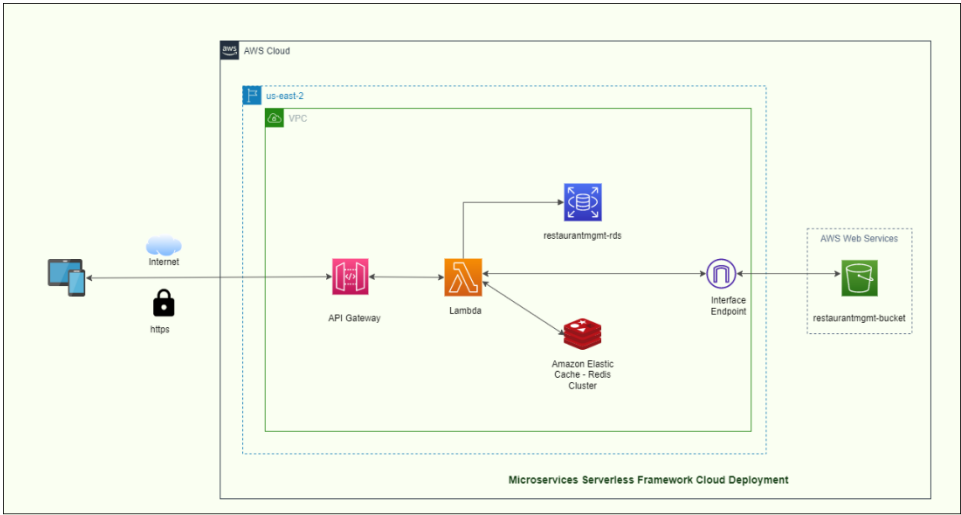 aws
AWS Cloud
us-east-2
VPC
restaurantmgmt-rds
AWS Web Services
Internet
Interface
Endpoint
restaurantmgmt-bucket
API Gateway
Lambda
https
Amazon Elastic
Cache - Redis
Cluster
Microservices Serverless Framework Cloud Deployment